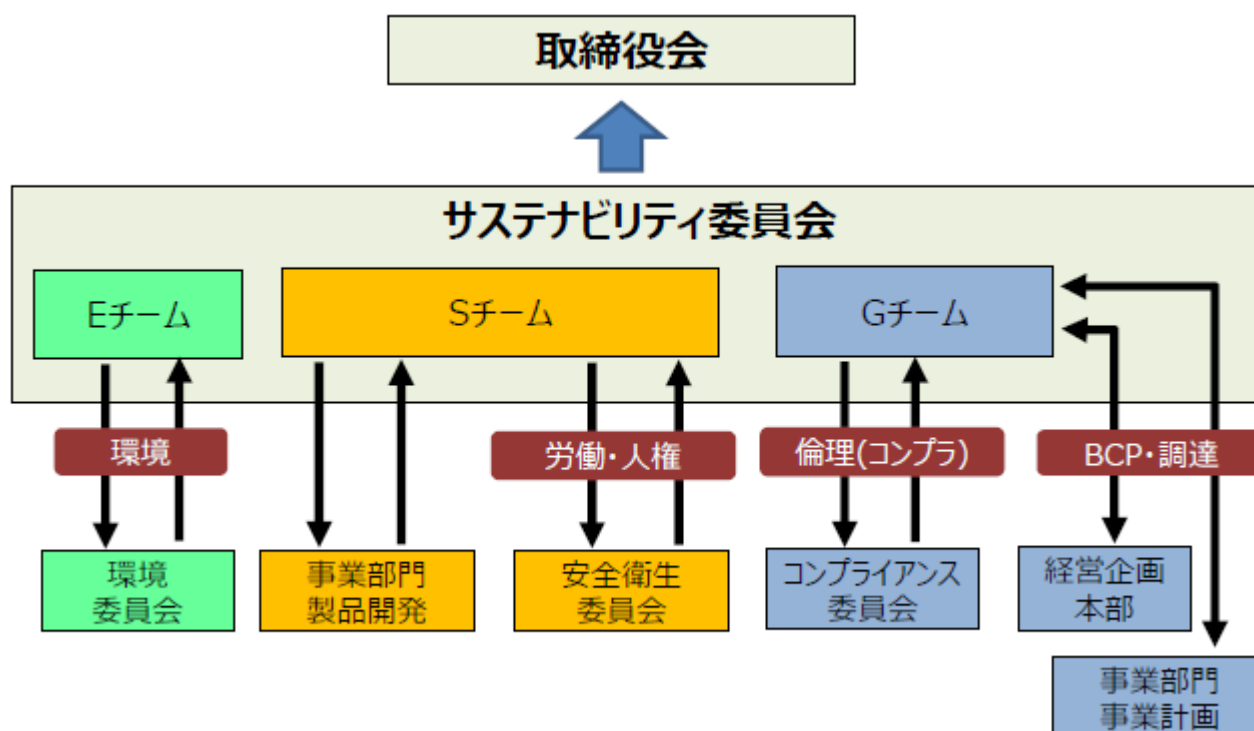 取締役会
サステナビリティ委員会
Eチーム
Sチーム
Gチーム
環境
労働・人権
倫理(コンプラ)
BCP・調達
環境
委員会
事業部門
製品開発
安全衛生
委員会
コンプライアンス
委員会
経営企画
本部
事業部門
事業計画